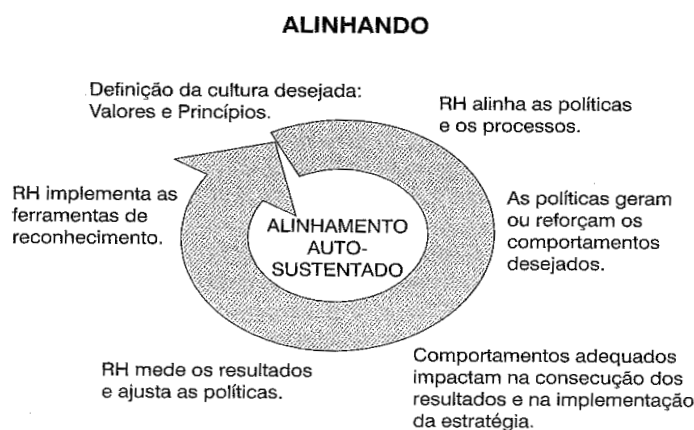 ALINHANDO
Definição da cultura desejada:
Valores e Princípios.
RH alinha as políticas
e os processos.
As políticas geram
ou reforçam os
comportamentos
desejados.
Comportamentos adequados
impactam na consecução dos
resultados e na implementação
da estratégia.
RH mede os resultados
e ajusta as políticas.
RH implementa as
ferramentas de
reconhecimento.
ALINHAMENTO
AUTO-
SUSTENTADO